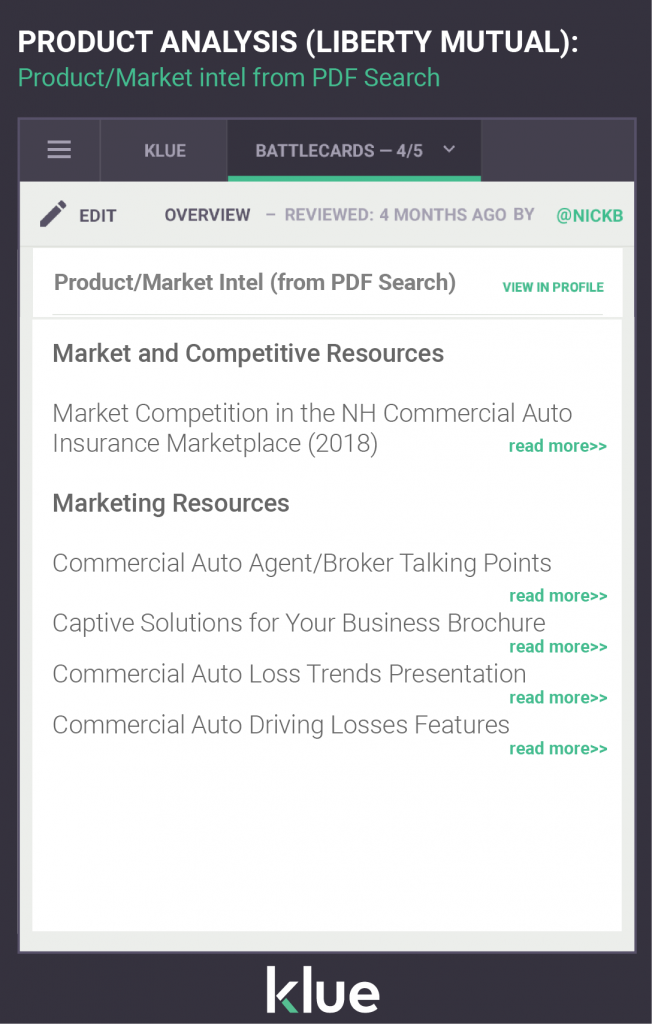 PRODUCT ANALYSIS (LIBERTY MUTUAL):
Product/Market intel from PDF Search
KLUE
BATTLECARDS — 4/5
EDIT
OVERVIEW – REVIEWED: 4 MONTHS AGO BY @NICKB
Product/Market Intel (from PDF Search)
VIEW IN PROFILE
Market and Competitive Resources
Market Competition in the NH Commercial Auto
Insurance Marketplace (2018)
read more>>
Marketing Resources
Commercial Auto Agent/Broker Talking Points
read more>>
Captive Solutions for Your Business Brochure
read more>>
Commercial Auto Loss Trends Presentation
read more>>
Commercial Auto Driving Losses Features
read more>>
klue